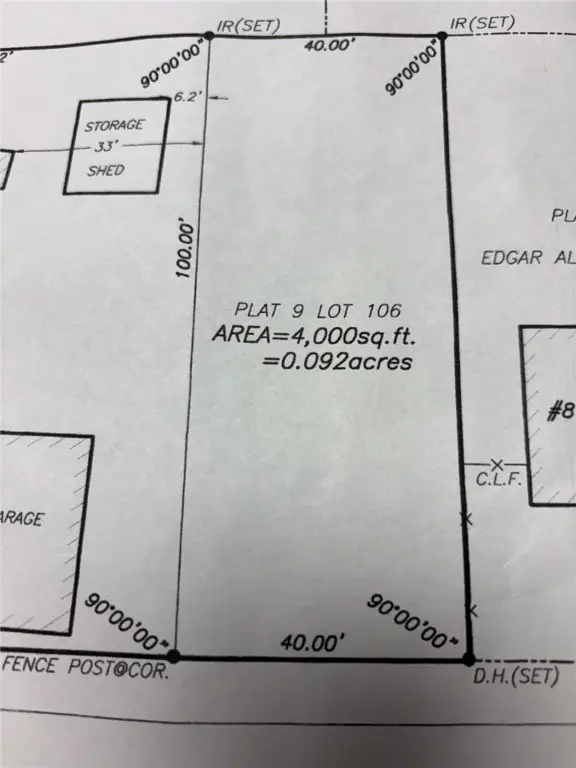 IR(SET)
IR(SET)
2'
40.00'
90°00'00"
90°00'00"
6.2'
STORAGE
33'
SHED
100.00'
PL
EDGAR AL
PLAT 9 LOT 106
AREA=4,000sq.ft.
=0.092acres
#8
C.L.F.
ARAGE
90°00'00"
90°00'00"
40.00'
FENCE POST@COR.
D.H.(SET)